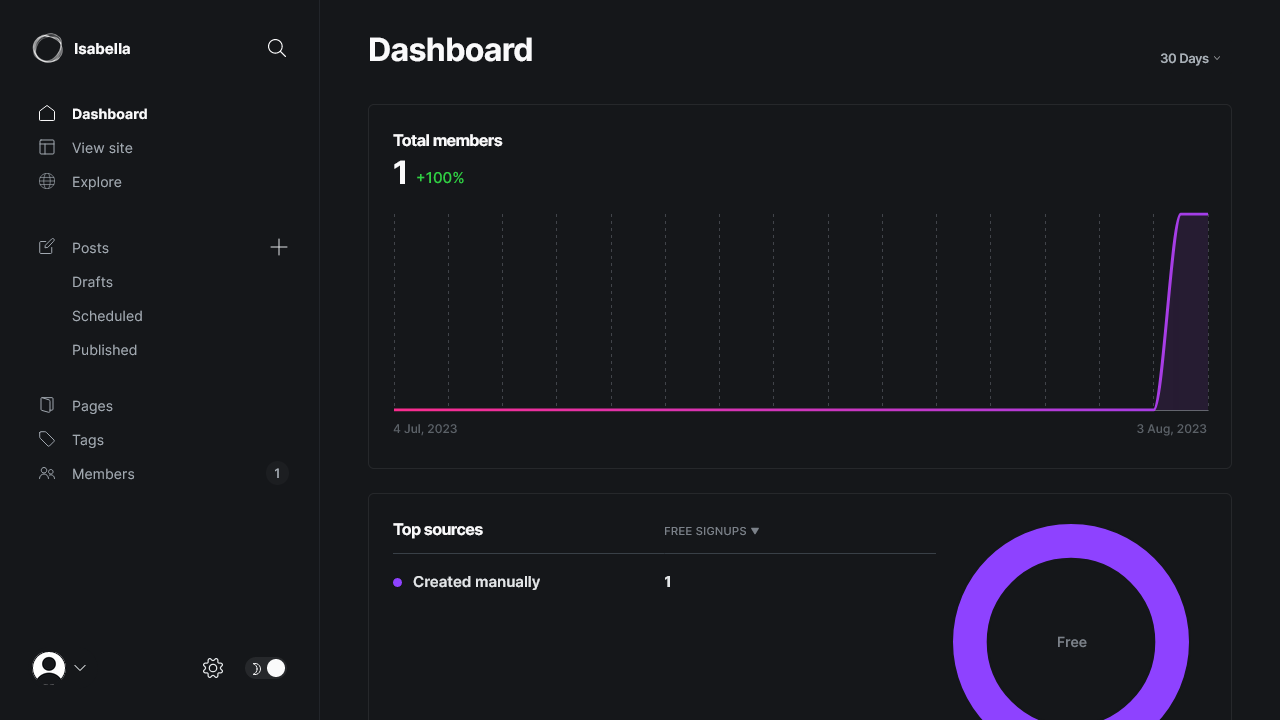 Isabella
Dashboard
View site
Explore
Posts
Drafts
Scheduled
Published
Pages
Tags
Members
1
Dashboard
30 Days
Total members
1 +100%
4 Jul, 2023
3 Aug, 2023
Top sources
FREE SIGNUPS ▼
Created manually
1
Free